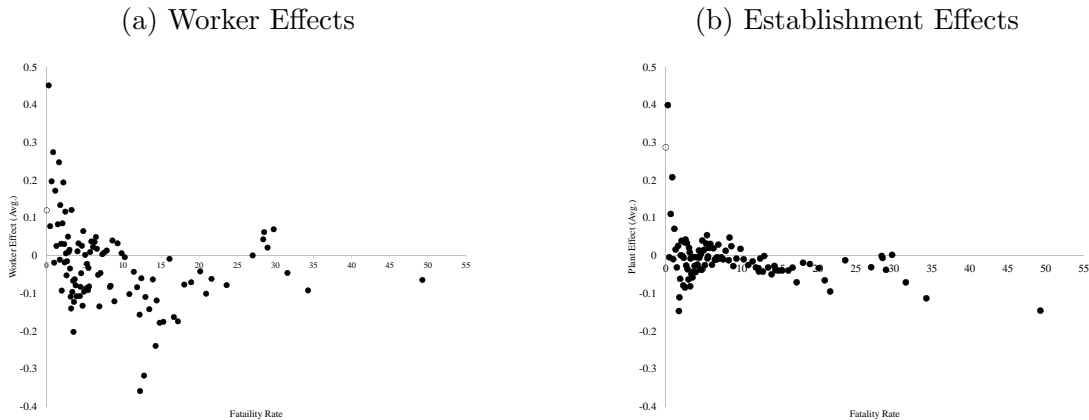 (a) Worker Effects
(b) Establishment Effects
0.5
0.4
0.3
0.2
0.1
0
-0.1
-0.2
-0.3
-0.4
0 5 10 15 20 25 30 35 40 45 50 55
Worker Effect (Avg.)
Fataility Rate
0.5
0.4
0.3
0.2
0.1
0
-0.1
-0.2
-0.3
-0.4
0 5 10 15 20 25 30 35 40 45 50 55
Plant Effect (Avg.)
Fatality Rate